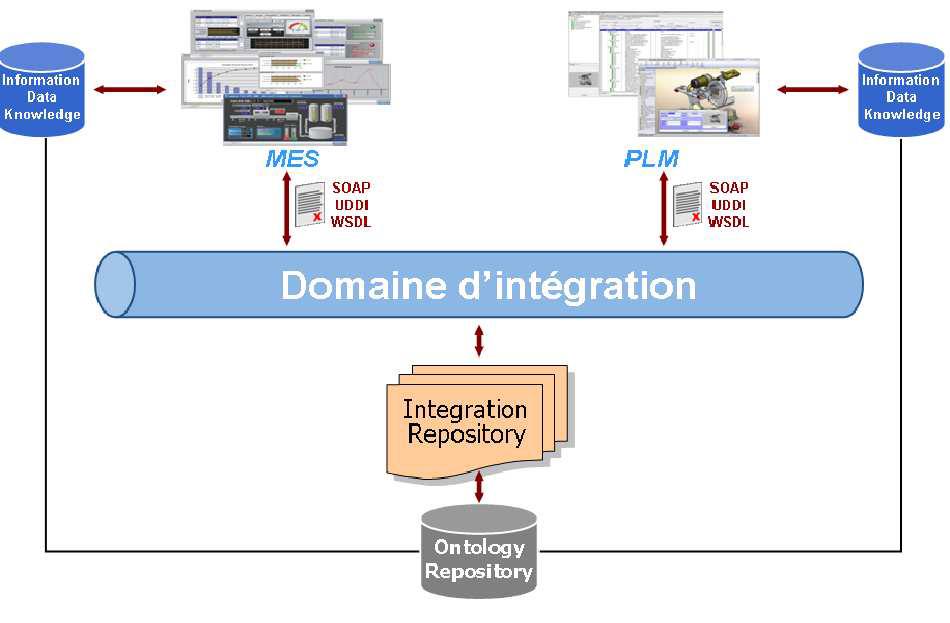 Information
Data
Knowledge
Information
Data
Knowledge
MES
PLM
SOAP
UDDI
WSDL
SOAP
UDDI
WSDL
Domaine d'intégration
Integration
Repository
Ontology
Repository